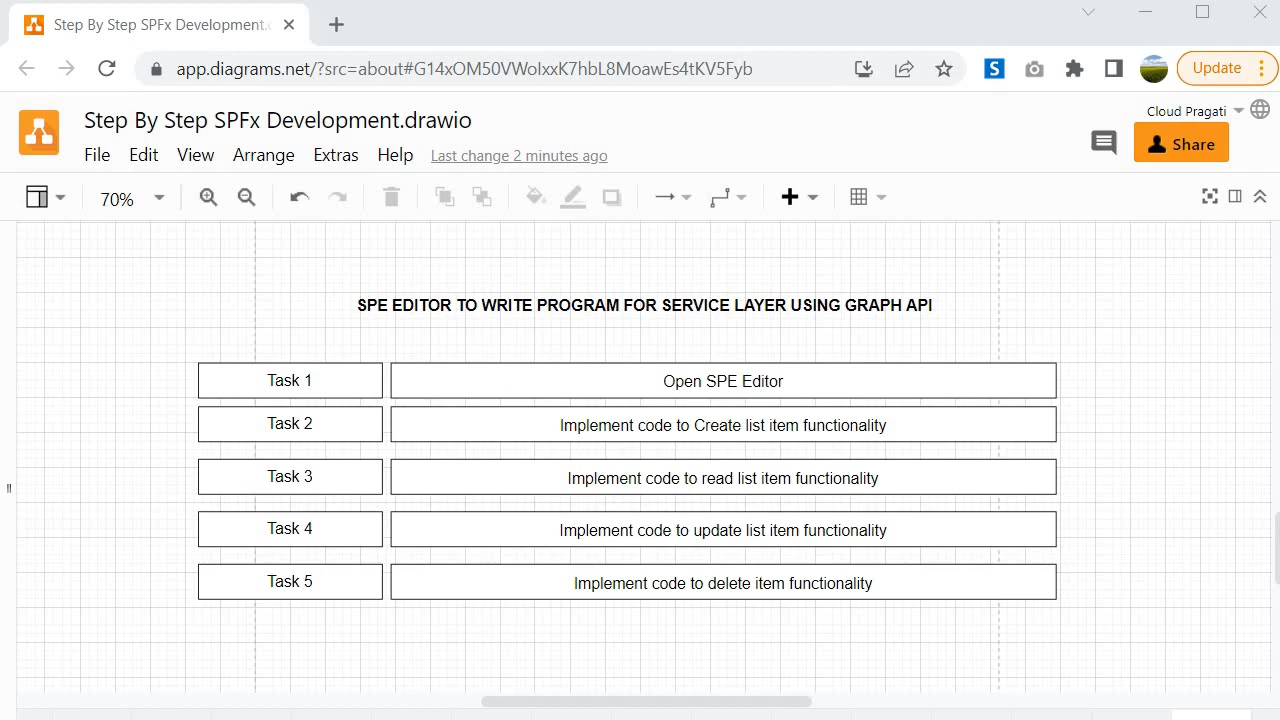 Step By Step SPFx Development.d
app.diagrams.net/?src=about#G14xOM50VWolxxK7hbL8MoawEs4tKV5Fyb
S
Update
Step By Step SPFx Development.drawio
Cloud Pragati
File Edit View Arrange Extras Help Last change 2 minutes ago
Share
70%
SPE EDITOR TO WRITE PROGRAM FOR SERVICE LAYER USING GRAPH API
Task 1 Open SPE Editor
Task 2 Implement code to Create list item functionality
Task 3 Implement code to read list item functionality
Task 4 Implement code to update list item functionality
Task 5 Implement code to delete item functionality